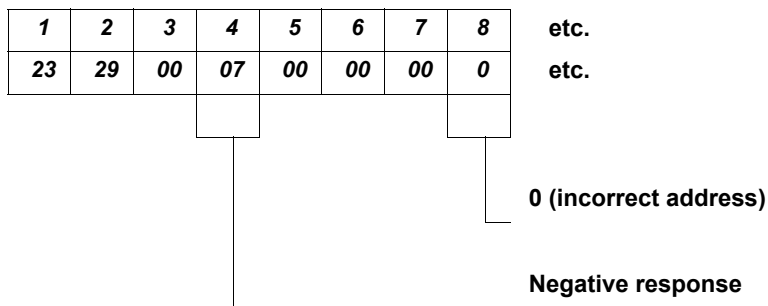 1 2 3 4 5 6 7 8 etc.
23 29 00 07 00 00 00 0 etc.
0 (incorrect address)
Negative response